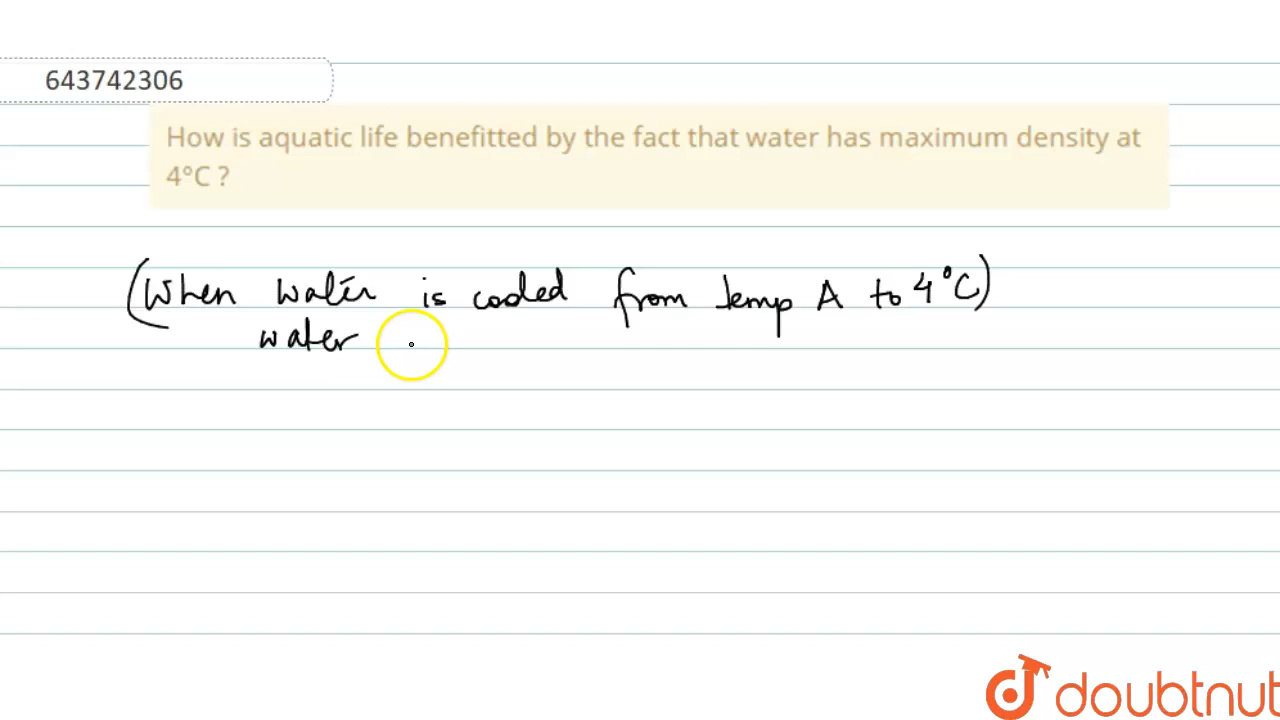 643742306
How is aquatic life benefitted by the fact that water has maximum density at
4°C ?
(When water is cooled from temp A to 4°C)
water
doubtnut